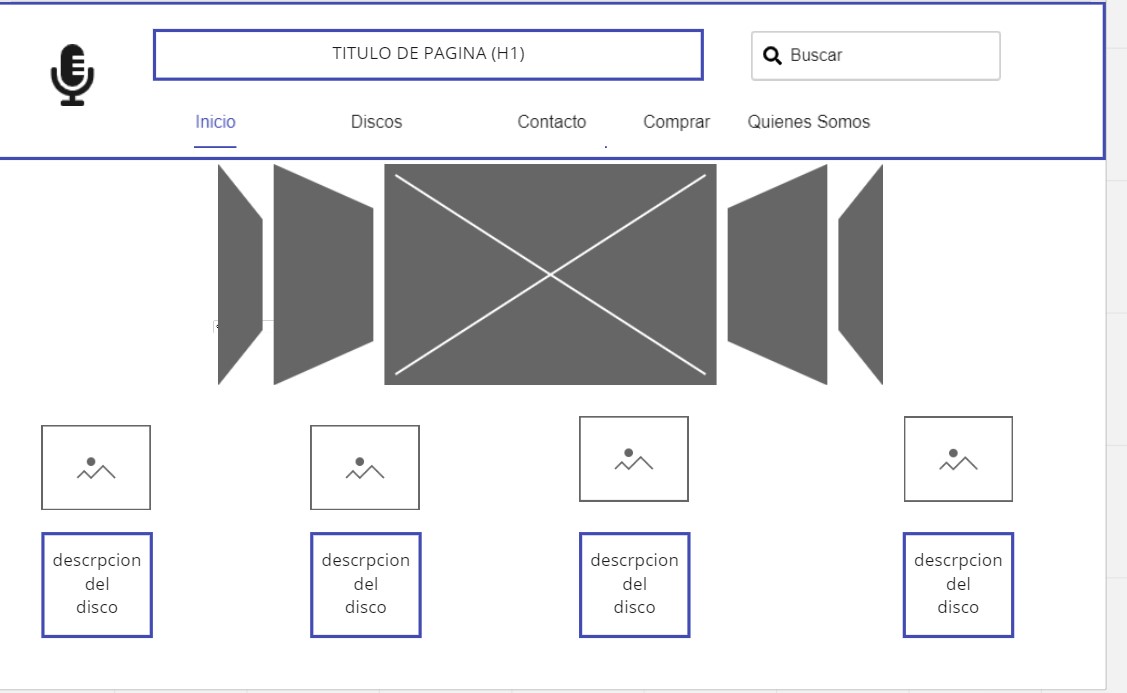 TITULO DE PAGINA (H1)
Buscar
Inicio
Discos
Contacto
Comprar
Quienes Somos
descrpcion
del
disco
descrpcion
del
disco
descrpcion
del
disco
descrpcion
del
disco